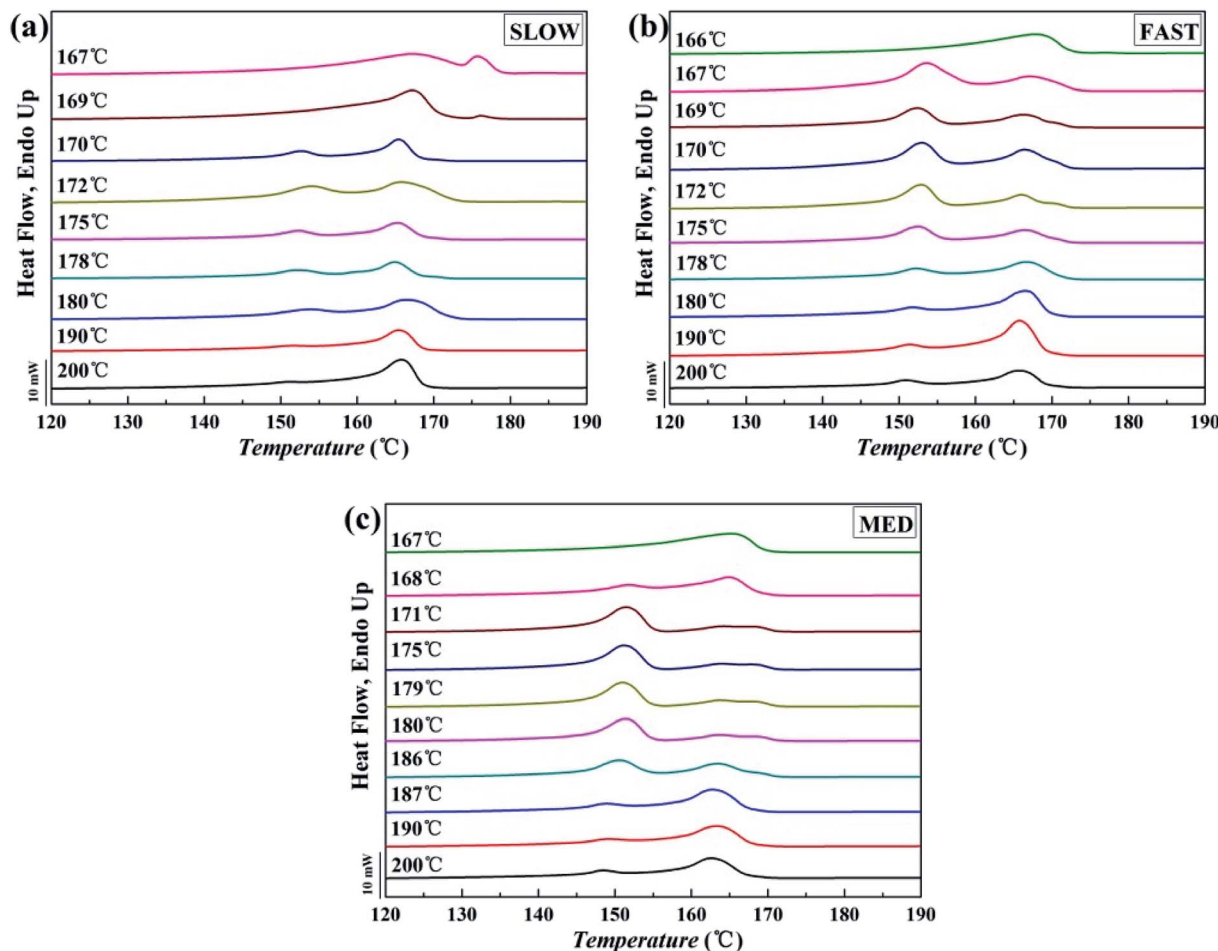 (a)
SLOW
167℃
169℃
170℃
172℃
175℃
178℃
180℃
190℃
200℃
Heat Flow, Endo Up
10 mW
120 130 140 150 160 170 180 190
Temperature (℃)
(b)
FAST
166℃
167℃
169℃
170℃
172℃
175℃
178℃
180℃
190℃
200℃
Heat Flow, Endo Up
10 mW
120 130 140 150 160 170 180 190
Temperature (℃)
(c)
MED
167℃
168℃
171℃
175℃
179℃
180℃
186℃
187℃
190℃
200℃
Heat Flow, Endo Up
10 mW
120 130 140 150 160 170 180 190
Temperature (℃)